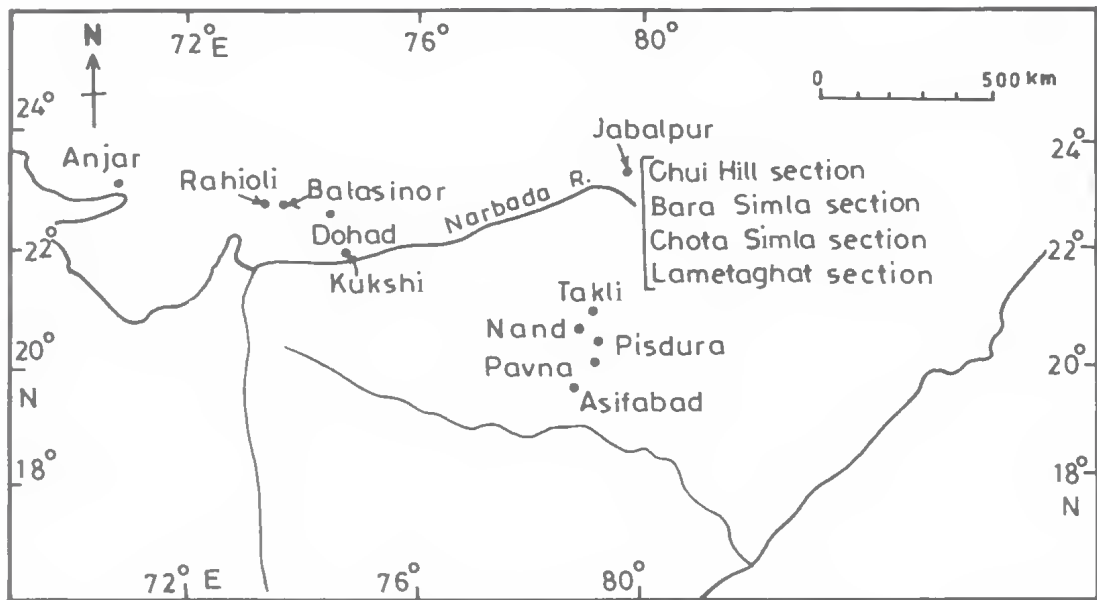 N
72° E
76°
80°
0 500 km
24°
Anjar
Rahioli
Balasinor
Dohad
Kukshi
Narbada R.
Jabalpur
Chui Hill section
Bara Simla section
Chota Simla section
Lametaghat section
24°
22°
22°
Takli
Nand
Pisdura
Pavna
Asifabad
20°
N
20°
18°
18°
N
72° E
76°
80°